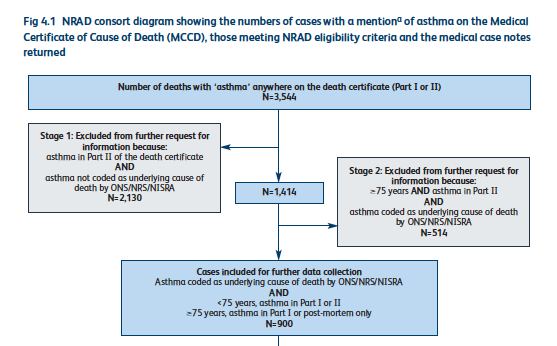 Fig 4.1 NRAD consort diagram showing the numbers of cases with a mentionᵃ of asthma on the Medical
Certificate of Cause of Death (MCCD), those meeting NRAD eligibility criteria and the medical case notes
returned
Number of deaths with 'asthma' anywhere on the death certificate (Part I or II)
N=3,544
Stage 1: Excluded from further request for
information because:
asthma in Part II of the death certificate
AND
asthma not coded as underlying cause of
death by ONS/NRS/NISRA
N=2,130
N=1,414
Stage 2: Excluded from further request for
information because:
≥75 years AND asthma in Part II
AND
asthma coded as underlying cause of death
by ONS/NRS/NISRA
N=514
Cases included for further data collection
Asthma coded as underlying cause of death by ONS/NRS/NISRA
AND
<75 years, asthma in Part I or II
≥75 years, asthma in Part I or post-mortem only
N=900